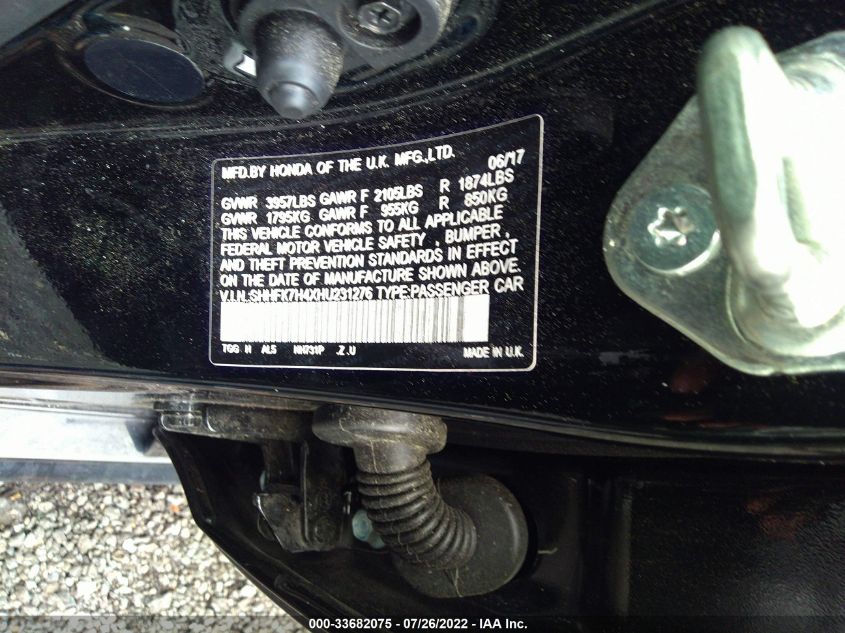 MFD.BY HONDA OF THE U.K. MFG.,LTD. 06/17
GVWR 3957LBS GAWR F 2105LBS R 1874LBS
GVWR 1795KG GAWR F 955KG R 850KG
THIS VEHICLE CONFORMS TO ALL APPLICABLE
FEDERAL MOTOR VEHICLE SAFETY , BUMPER ,
AND THEFT PREVENTION STANDARDS IN EFFECT
ON THE DATE OF MANUFACTURE SHOWN ABOVE.
V.I.N.:SHHFK7H4XHU231276 TYPE:PASSENGER CAR
TGG N AL5 NH731P .Z .U MADE IN U.K.
000-33682075 - 07/26/2022 - IAA Inc.